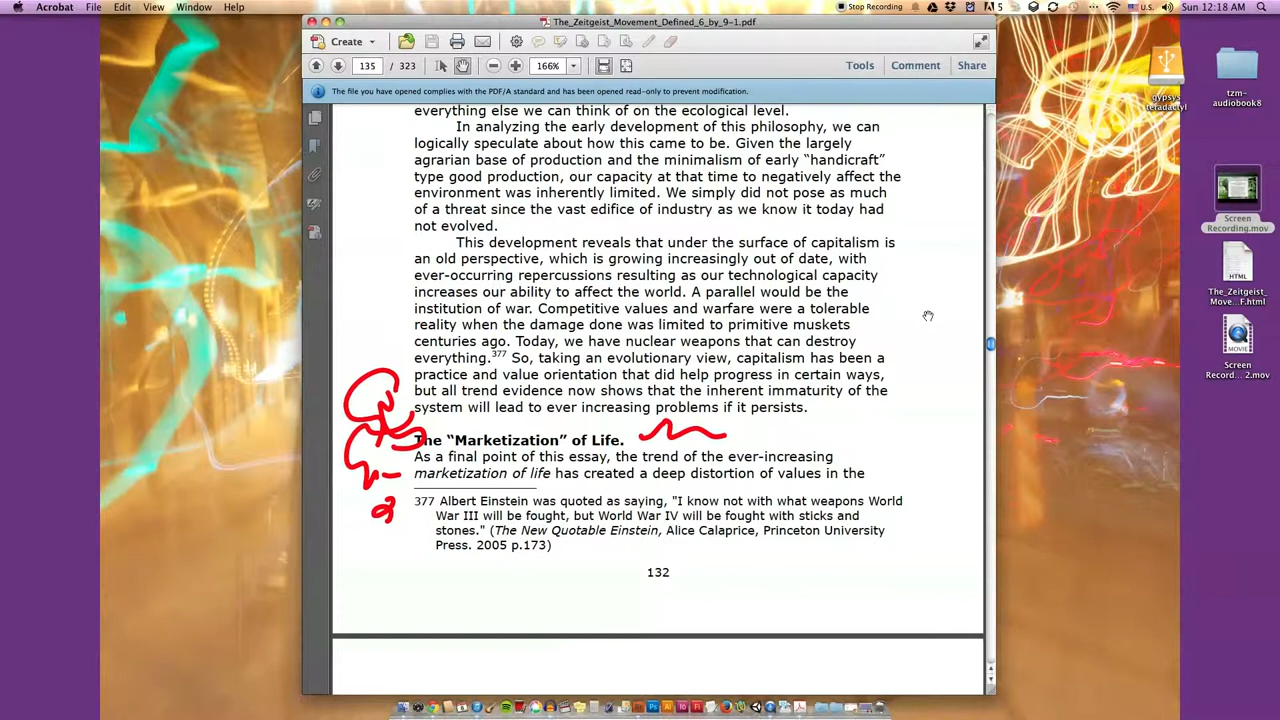 Acrobat File Edit View Window Help
Stop Recording
5
U.S.
Sun 12:18 AM
The_Zeitgeist_Movement_Defined_6_by_9-1.pdf
Create
135 / 323
166%
Tools Comment Share
The file you have opened complies with the PDF/A standard and has been opened read-only to prevent modification.
everything else we can think of on the ecological level.
In analyzing the early development of this philosophy, we can
logically speculate about how this came to be. Given the largely
agrarian base of production and the minimalism of early “handicraft”
type good production, our capacity at that time to negatively affect the
environment was inherently limited. We simply did not pose as much
of a threat since the vast edifice of industry as we know it today had
not evolved.
This development reveals that under the surface of capitalism is
an old perspective, which is growing increasingly out of date, with
ever-occurring repercussions resulting as our technological capacity
increases our ability to affect the world. A parallel would be the
institution of war. Competitive values and warfare were a tolerable
reality when the damage done was limited to primitive muskets
centuries ago. Today, we have nuclear weapons that can destroy
everything.377 So, taking an evolutionary view, capitalism has been a
practice and value orientation that did help progress in certain ways,
but all trend evidence now shows that the inherent immaturity of the
system will lead to ever increasing problems if it persists.
The “Marketization” of Life.
As a final point of this essay, the trend of the ever-increasing
marketization of life has created a deep distortion of values in the
377 Albert Einstein was quoted as saying, "I know not with what weapons World
War III will be fought, but World War IV will be fought with sticks and
stones." (The New Quotable Einstein, Alice Calaprice, Princeton University
Press. 2005 p.173)
132
gypsys
teradactyl
tzm-
audiobook8
Screen
Recording.mov
HTML
The_Zeitgeist_
Move...F.html
MOVIE
Screen
Record... 2.mov